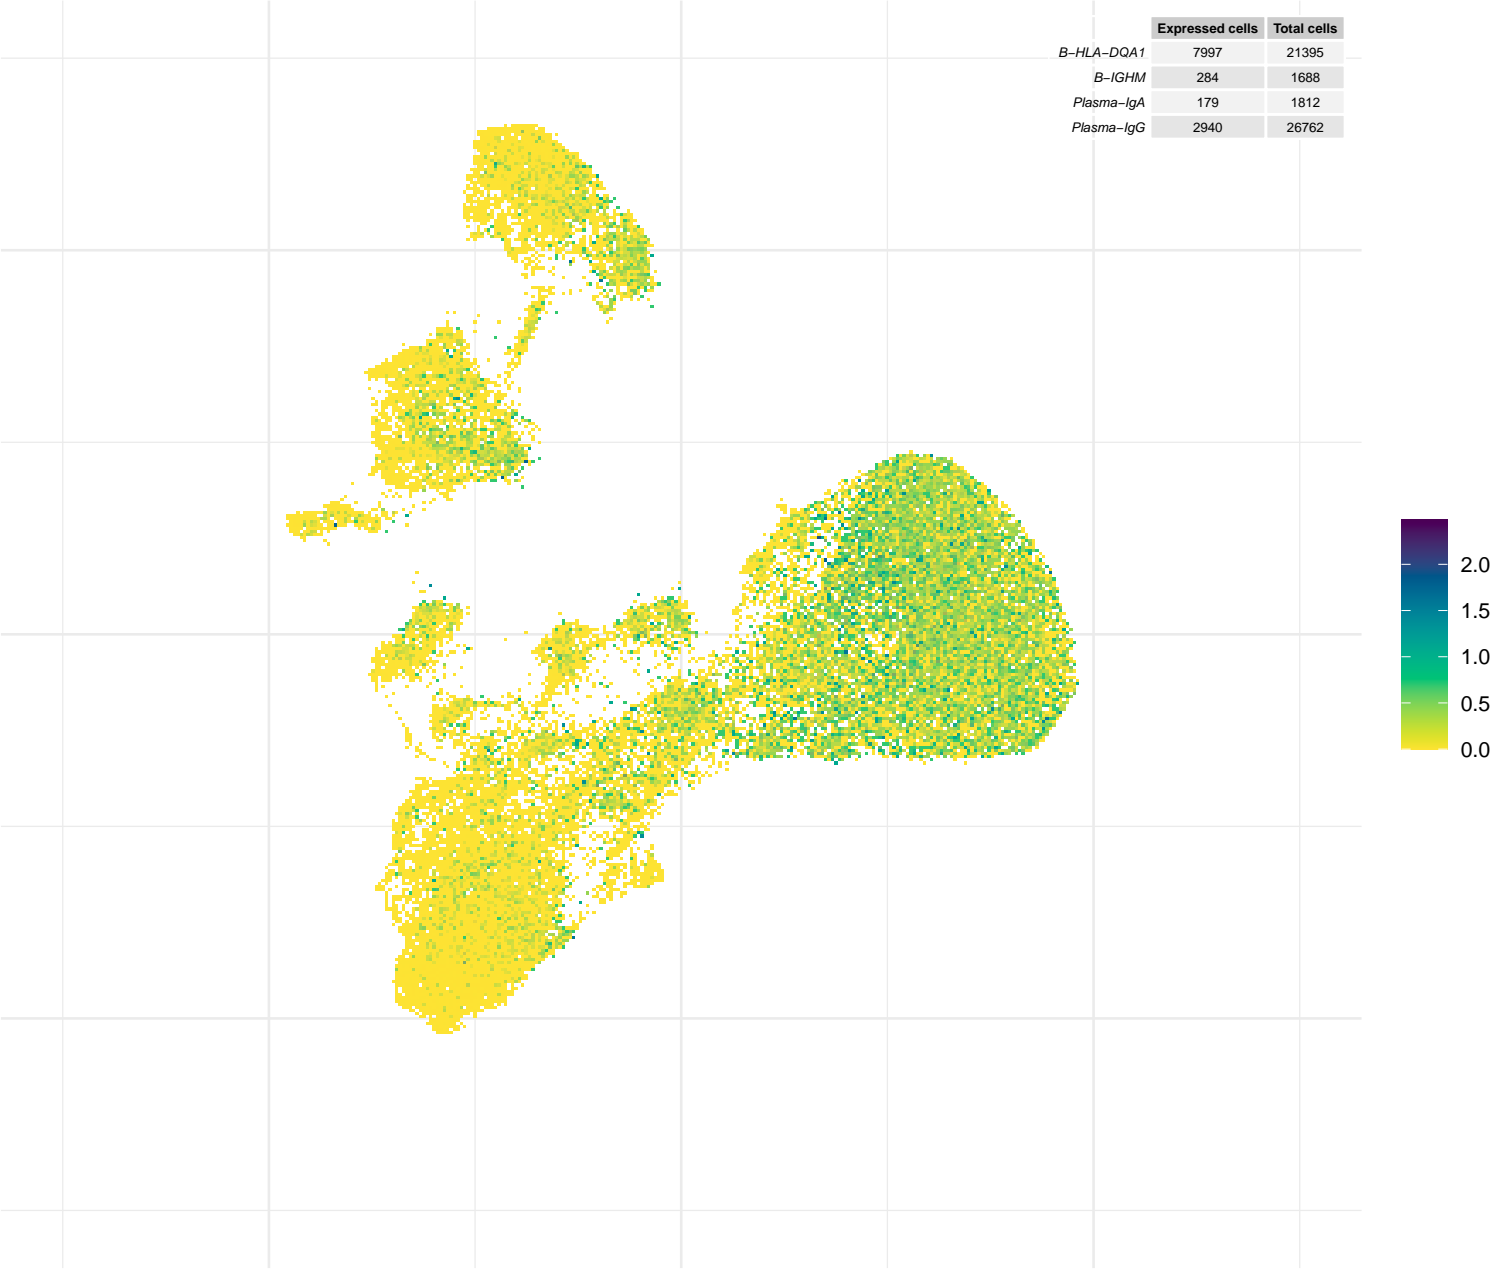 Expressed cells Total cells
B−HLA−DQA1 7997 21395
B−IGHM 284 1688
Plasma−IgA 179 1812
Plasma−IgG 2940 26762
2.0
1.5
1.0
0.5
0.0